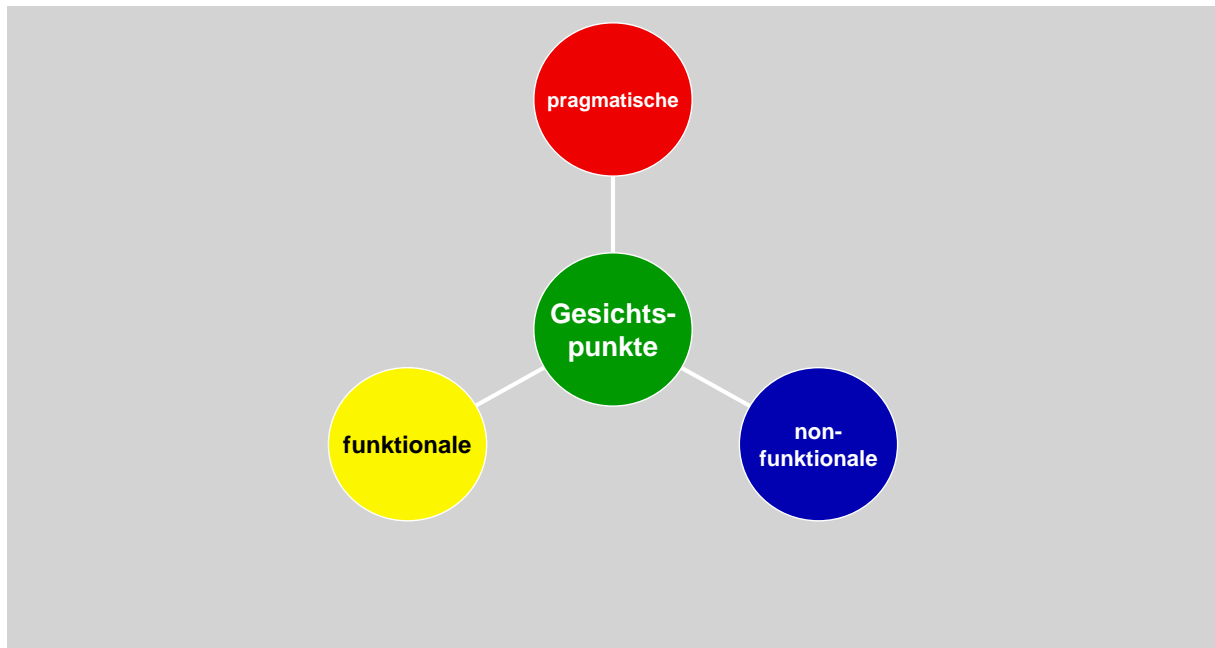 pragmatische
Gesichts-
punkte
funktionale
non-
funktionale